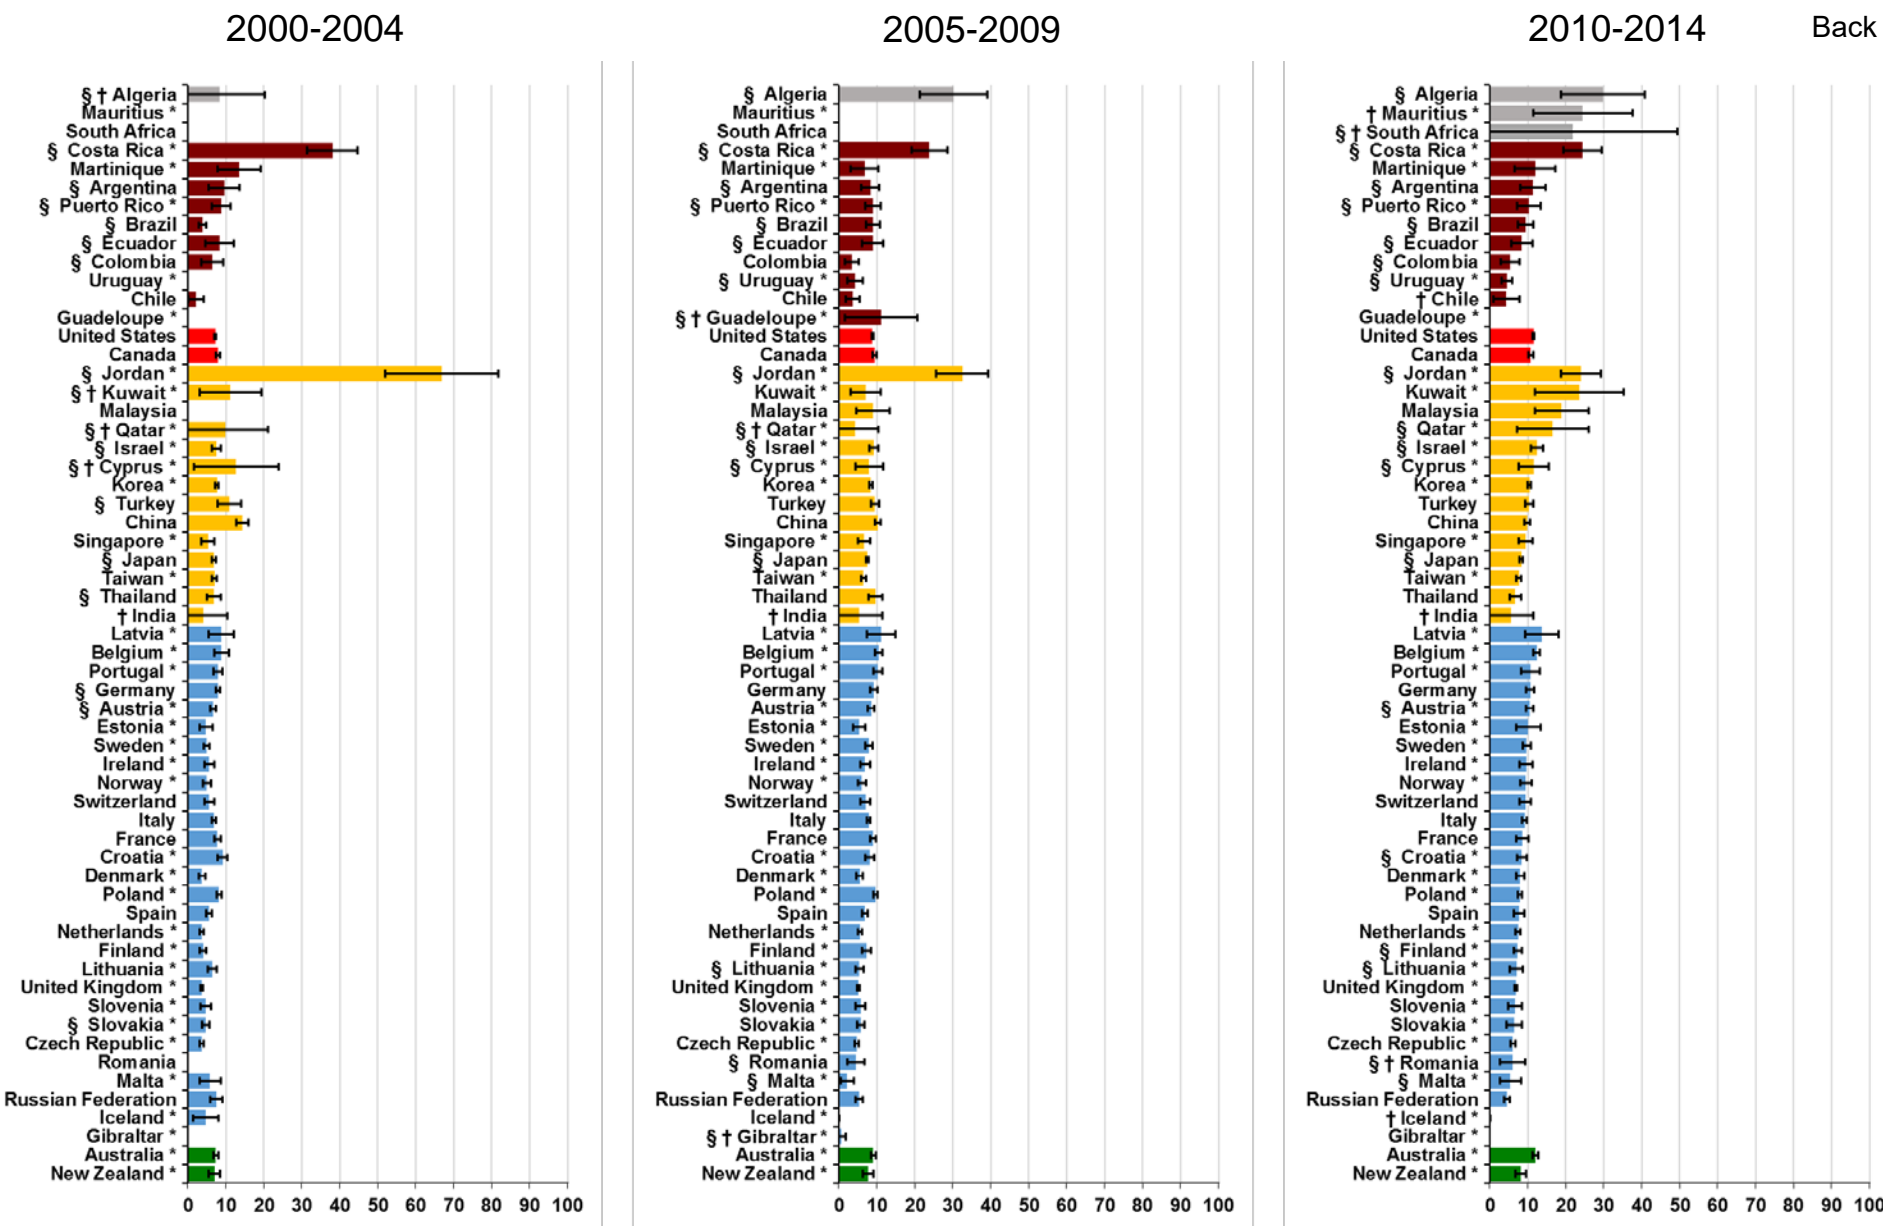 2000-2004
§ † Algeria
Mauritius *
South Africa
§ Costa Rica *
Martinique *
§ Argentina
§ Puerto Rico *
§ Brazil
§ Ecuador
§ Colombia
Uruguay *
Chile
Guadeloupe *
United States
Canada
§ Jordan *
§ † Kuwait *
Malaysia
§ † Qatar *
§ Israel *
§ † Cyprus *
Korea *
§ Turkey
China
Singapore *
§ Japan
Taiwan *
§ Thailand
† India
Latvia *
Belgium *
Portugal *
§ Germany
§ Austria *
Estonia *
Sweden *
Ireland *
Norway *
Switzerland
Italy
France
Croatia *
Denmark *
Poland *
Spain
Netherlands *
Finland *
Lithuania *
United Kingdom *
Slovenia *
§ Slovakia *
Czech Republic *
Romania
Malta *
Russian Federation
Iceland *
Gibraltar *
Australia *
New Zealand *
0 10 20 30 40 50 60 70 80 90 100
2005-2009
§ Algeria
Mauritius *
South Africa
§ Costa Rica *
Martinique *
§ Argentina
§ Puerto Rico *
§ Brazil
§ Ecuador
Colombia
§ Uruguay *
Chile
§ † Guadeloupe *
United States
Canada
§ Jordan *
Kuwait *
Malaysia
§ † Qatar *
§ Israel *
§ Cyprus *
Korea *
Turkey
China
Singapore *
§ Japan
Taiwan *
Thailand
† India
Latvia *
Belgium *
Portugal *
Germany
Austria *
Estonia *
Sweden *
Ireland *
Norway *
Switzerland
Italy
France
Croatia *
Denmark *
Poland *
Spain
Netherlands *
Finland *
§ Lithuania *
United Kingdom *
Slovenia *
Slovakia *
Czech Republic *
§ Romania
§ Malta *
Russian Federation
Iceland *
§ † Gibraltar *
Australia *
New Zealand *
0 10 20 30 40 50 60 70 80 90 100
2010-2014
Back
§ Algeria
† Mauritius *
§ † South Africa
§ Costa Rica *
Martinique *
§ Argentina
§ Puerto Rico *
§ Brazil
§ Ecuador
§ Colombia
§ Uruguay *
† Chile
Guadeloupe *
United States
Canada
§ Jordan *
Kuwait *
Malaysia
§ Qatar *
§ Israel *
§ Cyprus *
Korea *
Turkey
China
Singapore *
§ Japan
Taiwan *
Thailand
† India
Latvia *
Belgium *
Portugal *
Germany
§ Austria *
Estonia *
Sweden *
Ireland *
Norway *
Switzerland
Italy
France
§ Croatia *
Denmark *
Poland *
Spain
Netherlands *
§ Finland *
§ Lithuania *
United Kingdom *
Slovenia *
Slovakia *
Czech Republic *
§ † Romania
§ Malta *
Russian Federation
† Iceland *
Gibraltar *
Australia *
New Zealand *
0 10 20 30 40 50 60 70 80 90 100